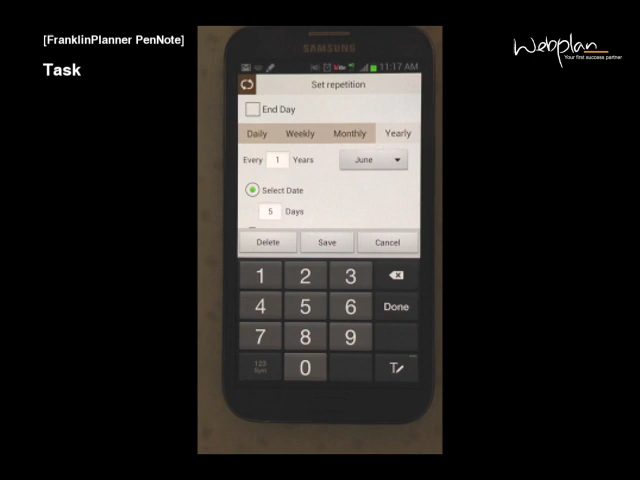 [FranklinPlanner PenNote]
Task
Webplan
Your first success partner
SAMSUNG
11:17 AM
Set repetition
End Day
Daily Weekly Monthly Yearly
Every 1 Years June
Select Date
5 Days
Delete Save Cancel
1 2 3
4 5 6 Done
7 8 9
123
Sym
0 T